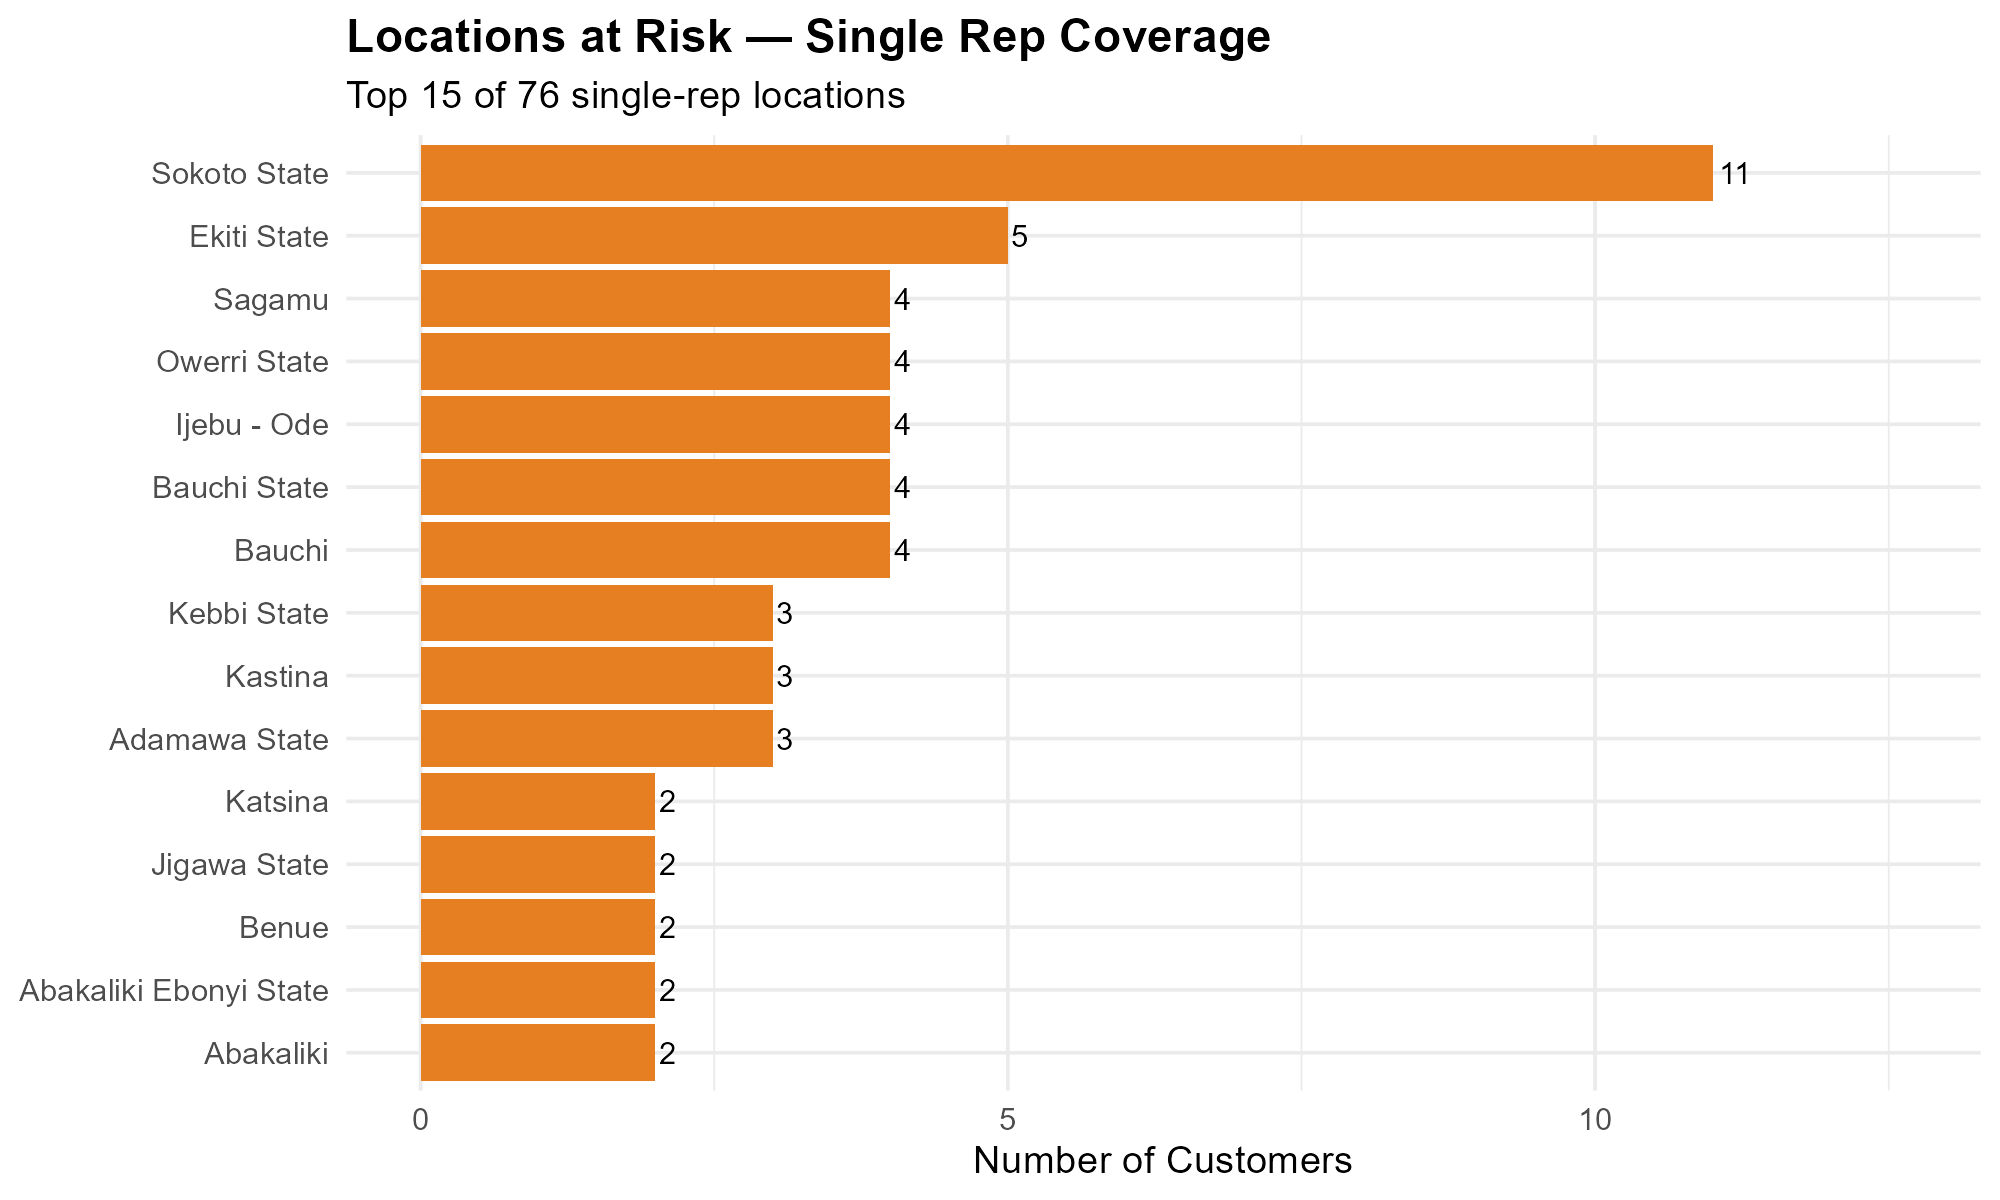 Locations at Risk — Single Rep Coverage
Top 15 of 76 single-rep locations
Sokoto State 11
Ekiti State 5
Sagamu 4
Owerri State 4
Ijebu - Ode 4
Bauchi State 4
Bauchi 4
Kebbi State 3
Kastina 3
Adamawa State 3
Katsina 2
Jigawa State 2
Benue 2
Abakaliki Ebonyi State 2
Abakaliki 2
0 5 10
Number of Customers